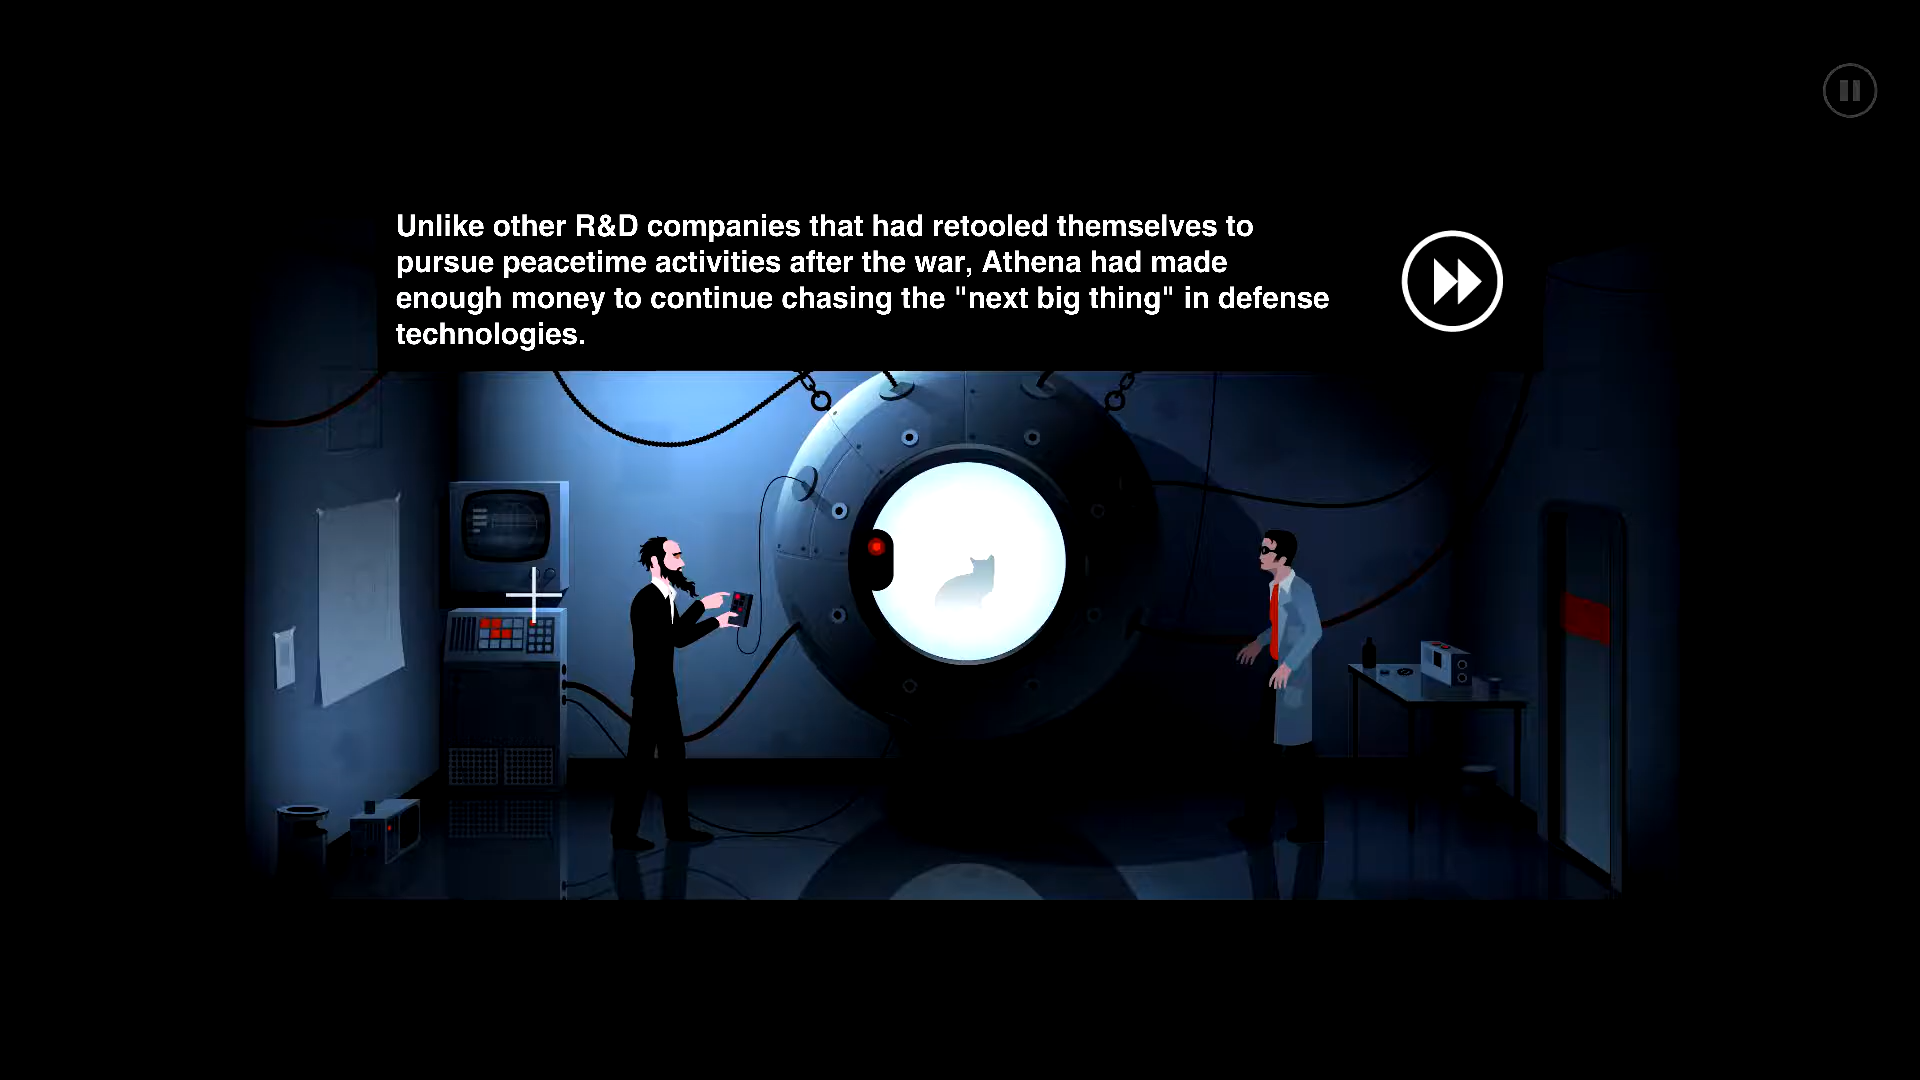 Unlike other R&D companies that had retooled themselves to
pursue peacetime activities after the war, Athena had made
enough money to continue chasing the "next big thing" in defense
technologies.